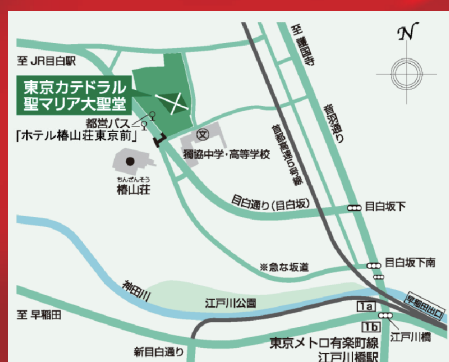 N
至 JR目白駅
至 護国寺
東京カテドラル
聖マリア大聖堂
音羽通り
都営バス
「ホテル椿山荘東京前」
獨協中学・高等学校
首都高速5号線
ちんざんそう
椿山荘
目白通り(目白坂)
目白坂下
※急な坂道
目白坂下南
神田川
江戸川公園
早稲田出口
至 早稲田
1a
1b
江戸川橋
新目白通り
東京メトロ有楽町線
江戸川橋駅